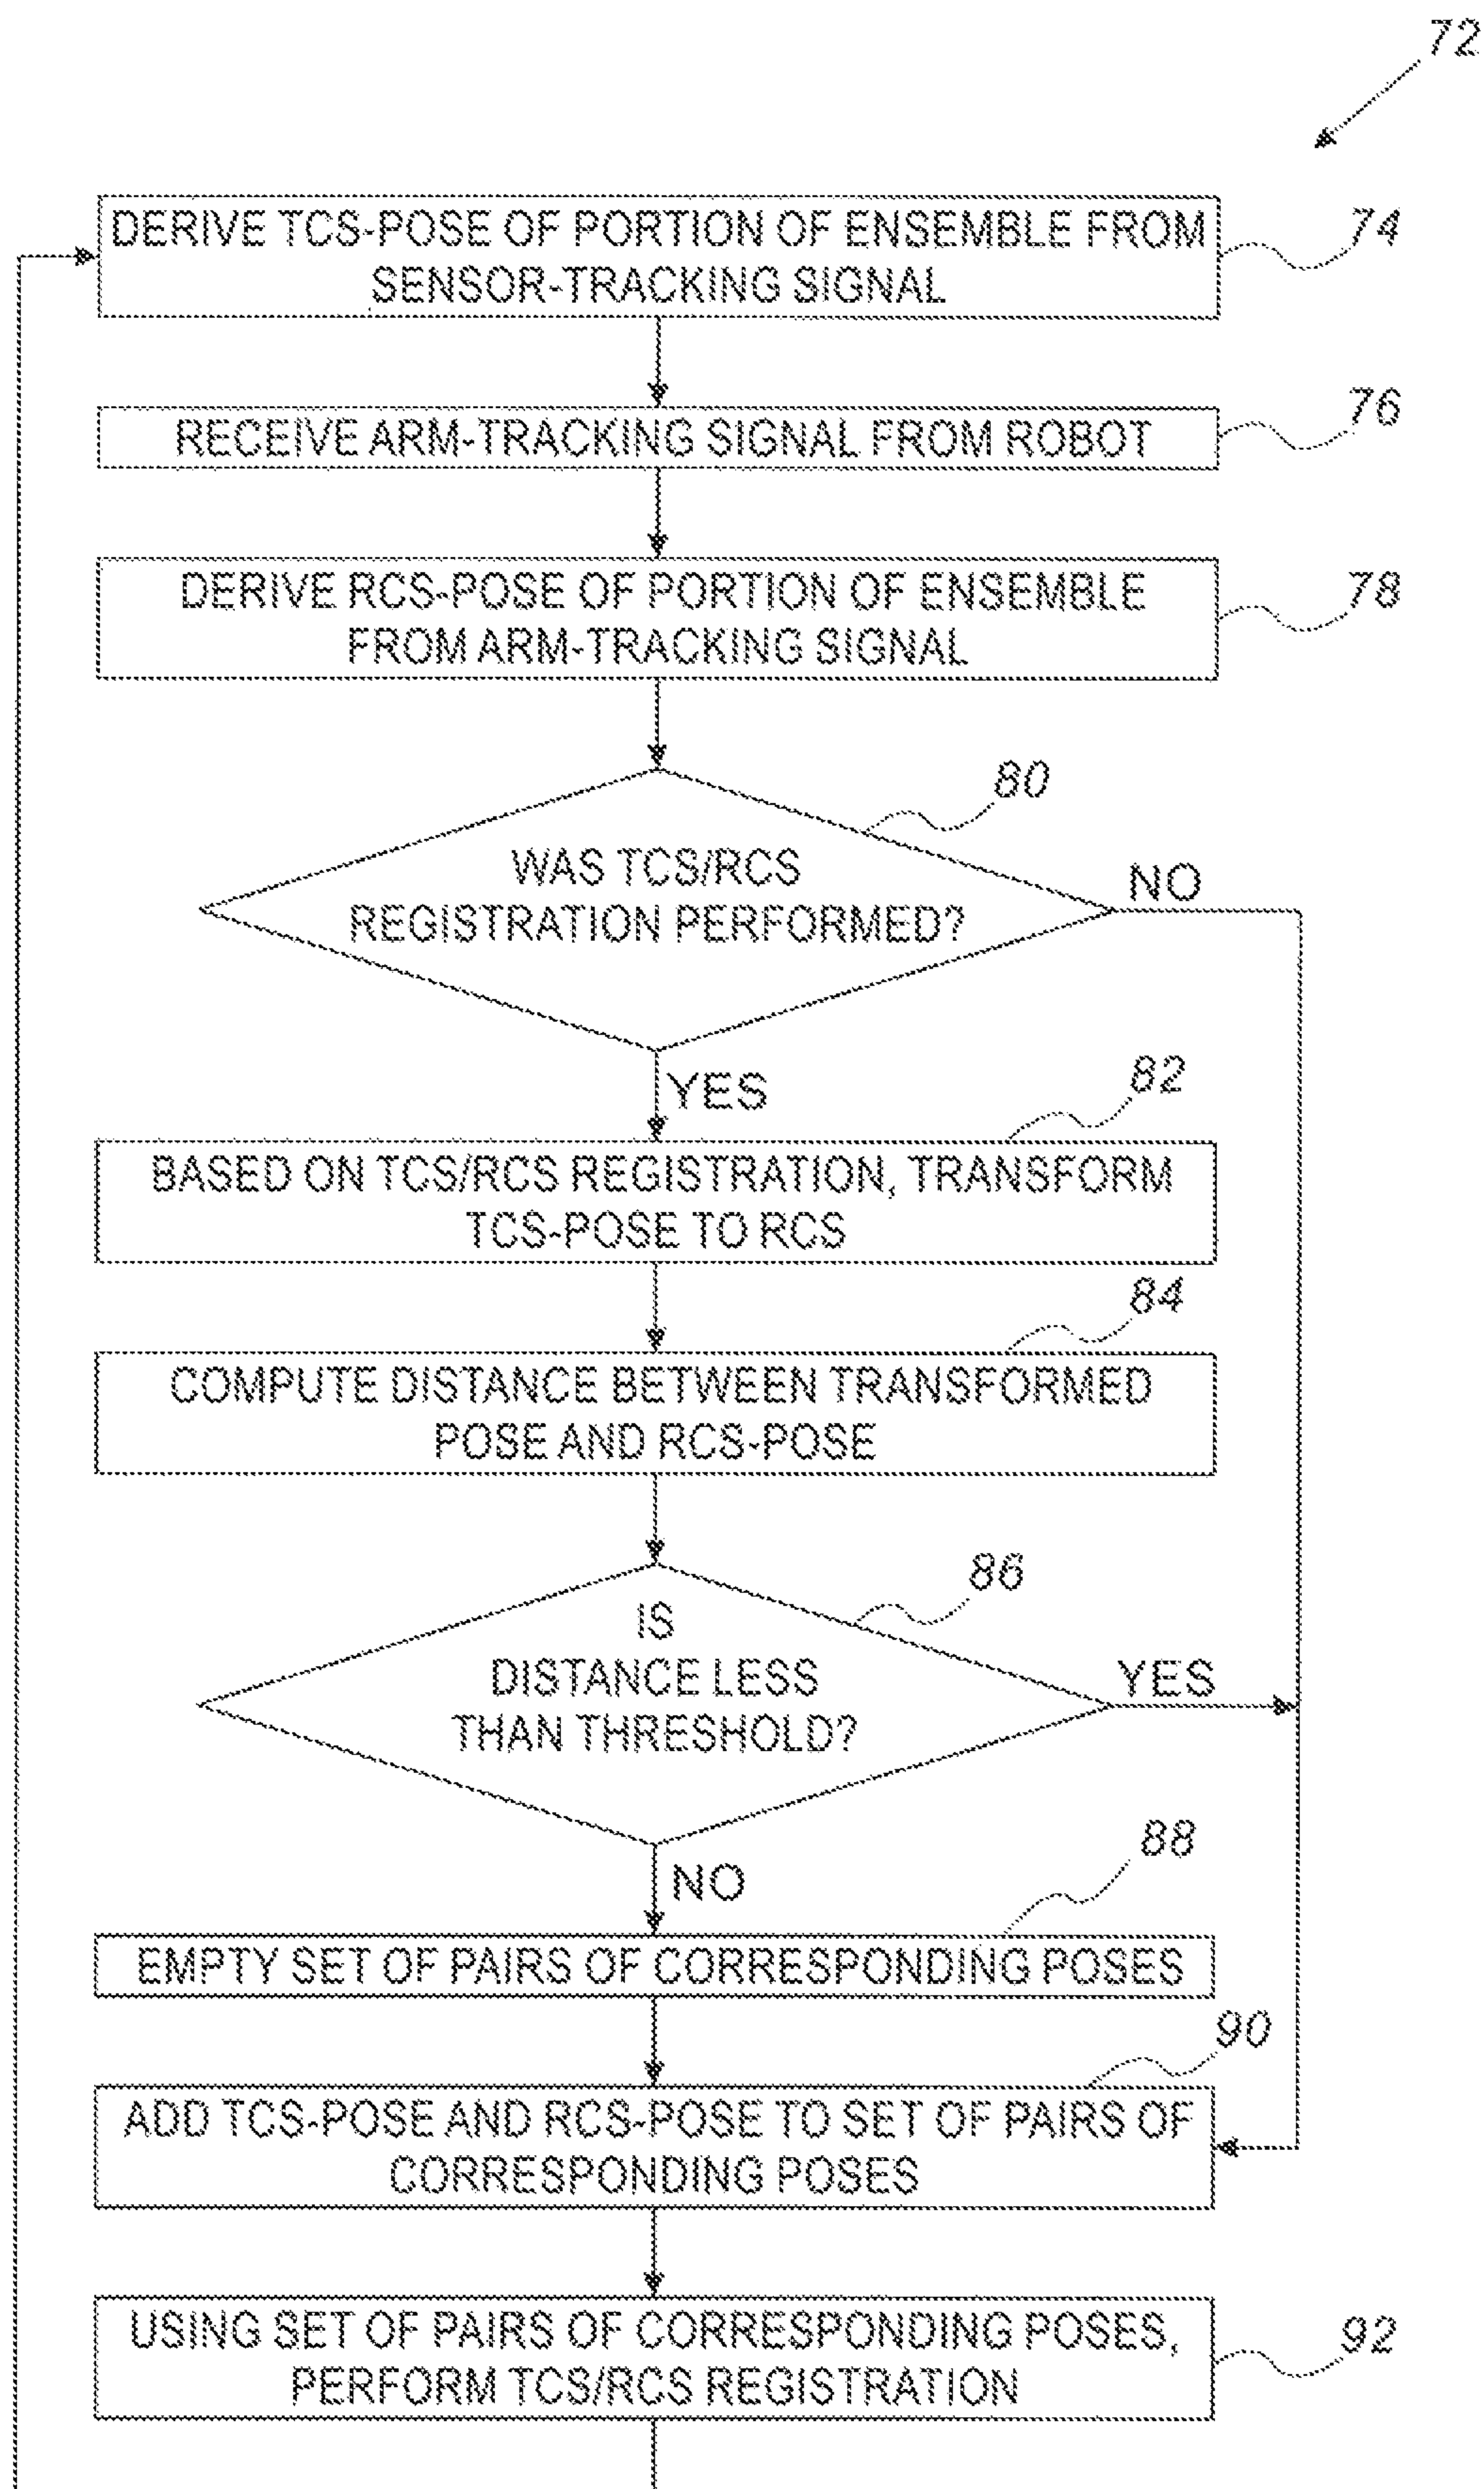 72
DERIVE TCS-POSE OF PORTION OF ENSEMBLE FROM
SENSOR-TRACKING SIGNAL
74
RECEIVE ARM-TRACKING SIGNAL FROM ROBOT
76
DERIVE RCS-POSE OF PORTION OF ENSEMBLE
FROM ARM-TRACKING SIGNAL
78
80
WAS TCS/RCS
REGISTRATION PERFORMED?
NO
YES
82
BASED ON TCS/RCS REGISTRATION, TRANSFORM
TCS-POSE TO RCS
84
COMPUTE DISTANCE BETWEEN TRANSFORMED
POSE AND RCS-POSE
86
IS
DISTANCE LESS
THAN THRESHOLD?
YES
NO
88
EMPTY SET OF PAIRS OF CORRESPONDING POSES
90
ADD TCS-POSE AND RCS-POSE TO SET OF PAIRS OF
CORRESPONDING POSES
USING SET OF PAIRS OF CORRESPONDING POSES,
PERFORM TCS/RCS REGISTRATION
92